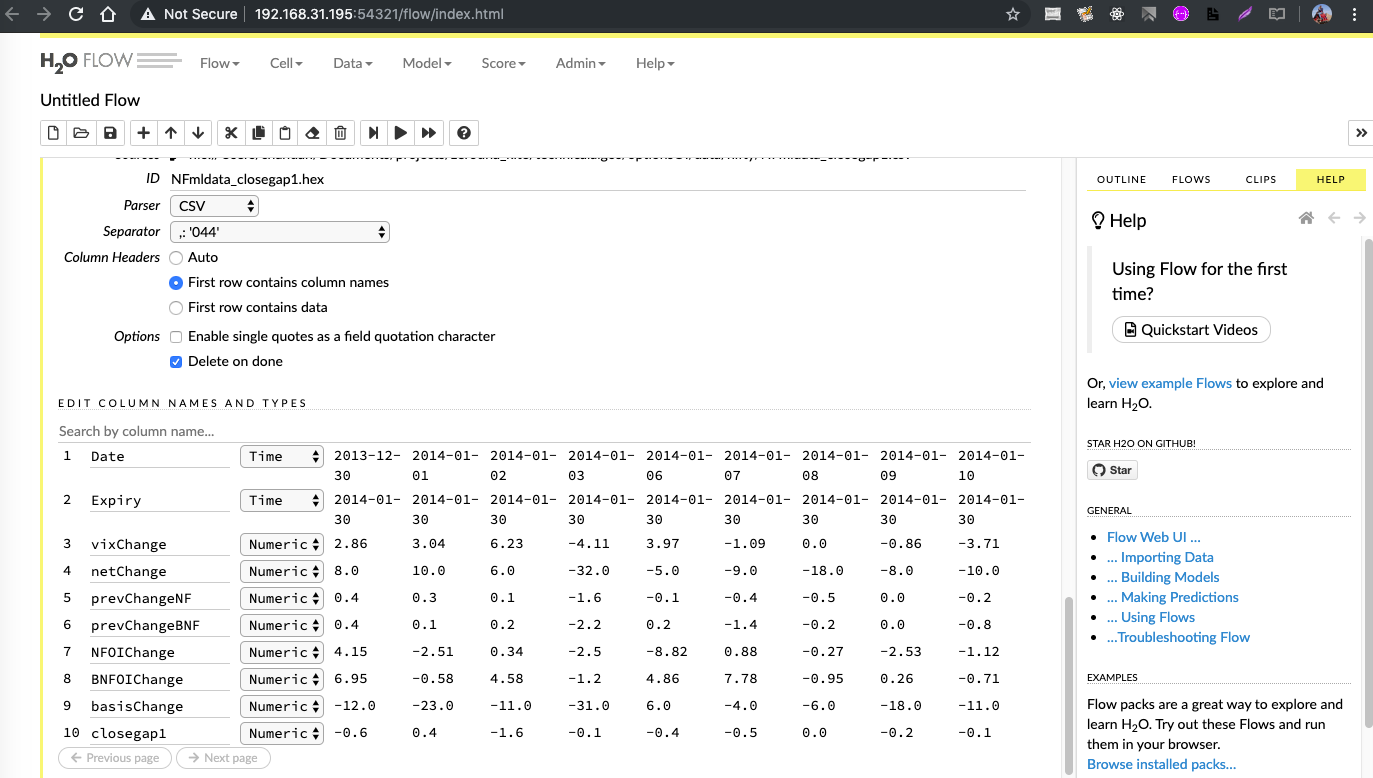 Not Secure 192.168.31.195:54321/flow/index.html
H2O FLOW Flow Cell Data Model Score Admin Help
Untitled Flow
OUTLINE FLOWS CLIPS HELP
ID NFmldata_closegap1.hex
Parser CSV
Separator ,: '044'
Column Headers Auto
First row contains column names
First row contains data
Options Enable single quotes as a field quotation character
Delete on done
EDIT COLUMN NAMES AND TYPES
Search by column name...
1 Date Time 2013-12-30 2014-01-01 2014-01-02 2014-01-03 2014-01-06 2014-01-07 2014-01-08 2014-01-09 2014-01-10
2 Expiry Time 2014-01-30 2014-01-30 2014-01-30 2014-01-30 2014-01-30 2014-01-30 2014-01-30 2014-01-30 2014-01-30
3 vixChange Numeric 2.86 3.04 6.23 -4.11 3.97 -1.09 0.0 -0.86 -3.71
4 netChange Numeric 8.0 10.0 6.0 -32.0 -5.0 -9.0 -18.0 -8.0 -10.0
5 prevChangeNF Numeric 0.4 0.3 0.1 -1.6 -0.1 -0.4 -0.5 0.0 -0.2
6 prevChangeBNF Numeric 0.4 0.1 0.2 -2.2 0.2 -1.4 -0.2 0.0 -0.8
7 NFOIChange Numeric 4.15 -2.51 0.34 -2.5 -8.82 0.88 -0.27 -2.53 -1.12
8 BNFOIChange Numeric 6.95 -0.58 4.58 -1.2 4.86 7.78 -0.95 0.26 -0.71
9 basisChange Numeric -12.0 -23.0 -11.0 -31.0 6.0 -4.0 -6.0 -18.0 -11.0
10 closegap1 Numeric -0.6 0.4 -1.6 -0.1 -0.4 -0.5 0.0 -0.2 -0.1
Previous page Next page
Help
Using Flow for the first
time?
Quickstart Videos
Or, view example Flows to explore and
learn H2O.
STAR H2O ON GITHUB!
Star
GENERAL
Flow Web UI ...
... Importing Data
... Building Models
... Making Predictions
... Using Flows
...Troubleshooting Flow
EXAMPLES
Flow packs are a great way to explore and
learn H2O. Try out these Flows and run
them in your browser.
Browse installed packs...